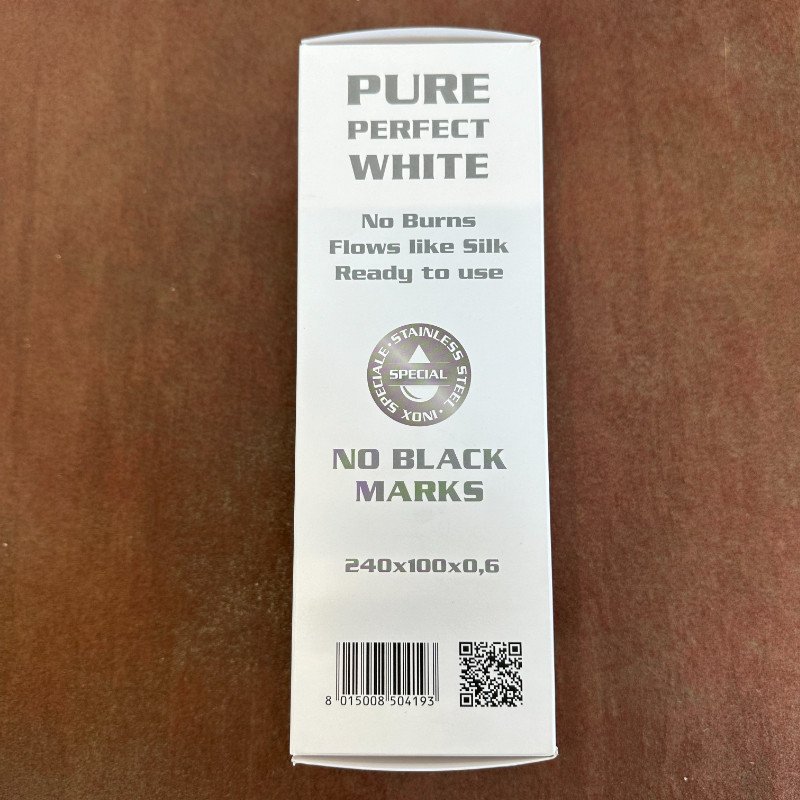 PURE
PERFECT
WHITE
No Burns
Flows like Silk
Ready to use
STAINLESS STEEL · INOX SPECIALE ·
SPECIAL
NO BLACK
MARKS
240x100x0,6
8 015008 504193